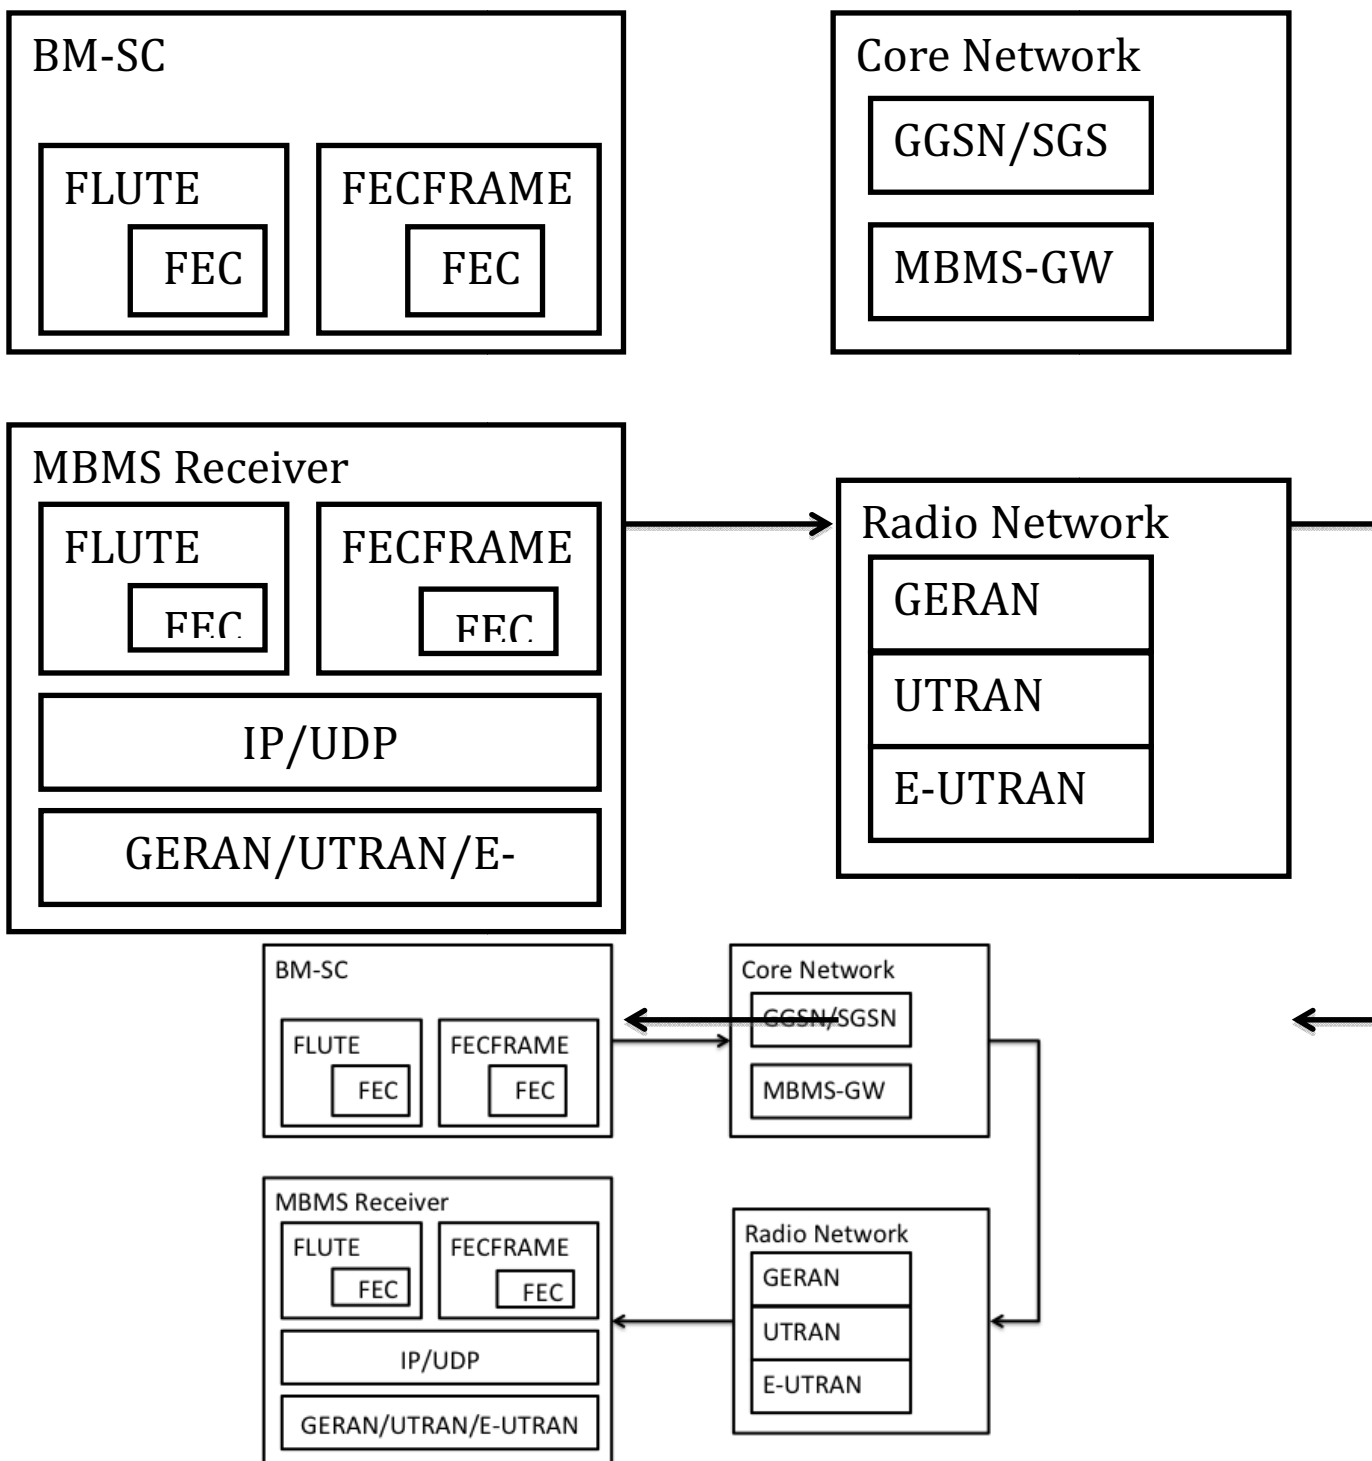 BM-SC
FLUTE
FEC
FECFRAME
FEC
Core Network
GGSN/SGS
MBMS-GW
MBMS Receiver
FLUTE
FEC
FECFRAME
FEC
IP/UDP
GERAN/UTRAN/E-
Radio Network
GERAN
UTRAN
E-UTRAN
BM-SC
FLUTE
FEC
FECFRAME
FEC
Core Network
GGSN/SGSN
MBMS-GW
MBMS Receiver
FLUTE
FEC
FECFRAME
FEC
IP/UDP
GERAN/UTRAN/E-UTRAN
Radio Network
GERAN
UTRAN
E-UTRAN